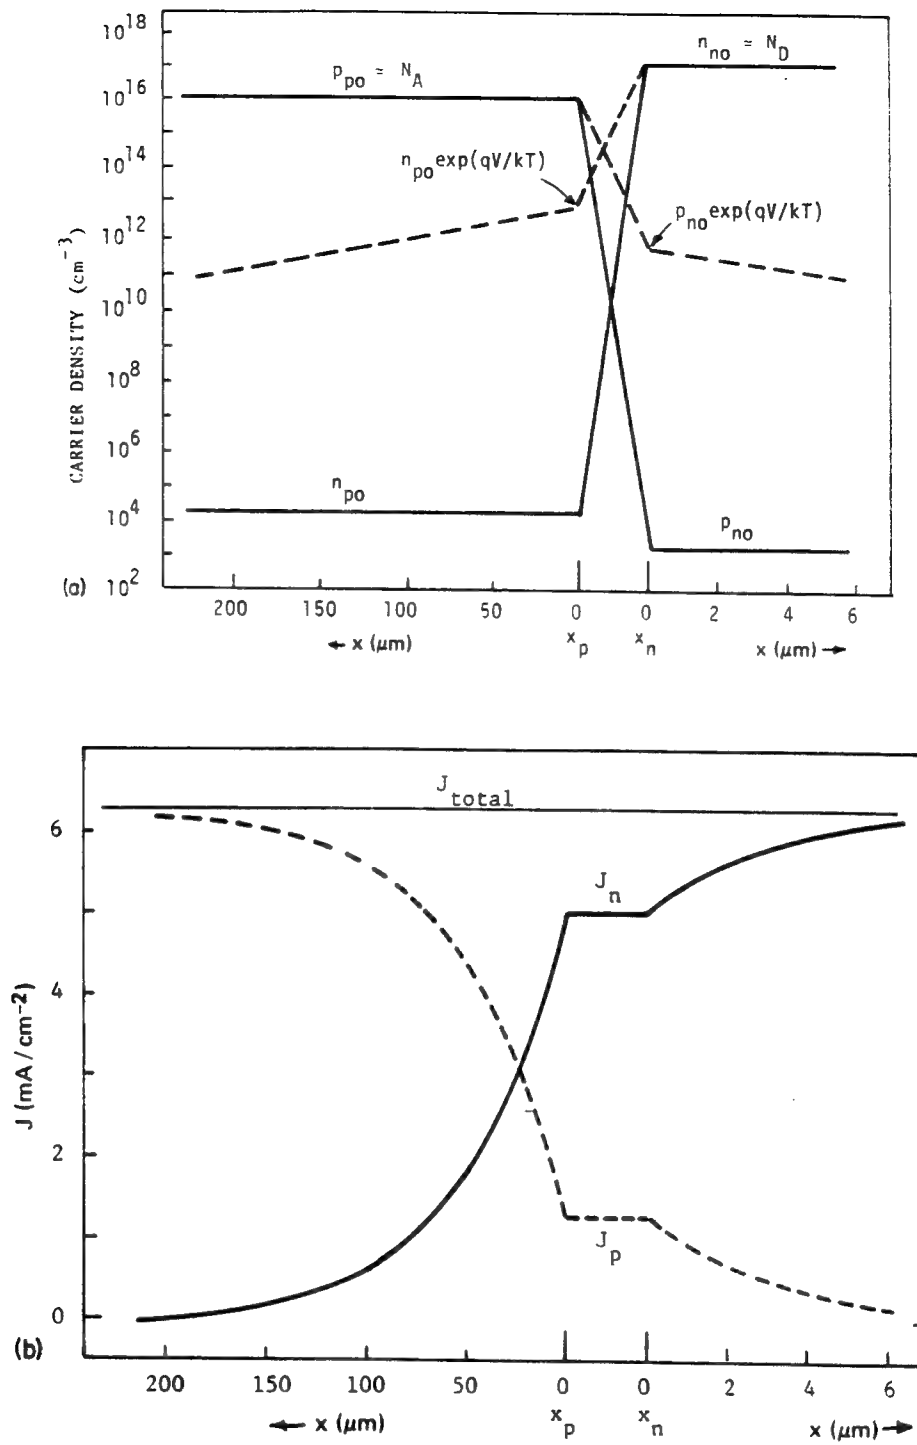 10^18
n_no ≃ N_D
p_po ≃ N_A
10^16
10^14
n_po exp(qV/kT)
p_no exp(qV/kT)
10^12
10^10
10^8
10^6
n_po
10^4
p_no
10^2
CARRIER DENSITY (cm^-3)
(a)
200 150 100 50 0 0 2 4 6
x_p x_n
← x (μm) x (μm) →
J_total
6
J_n
4
J (mA/cm^-2)
2
J_p
0
(b)
200 150 100 50 0 0 2 4 6
x_p x_n
← x (μm) x (μm) →